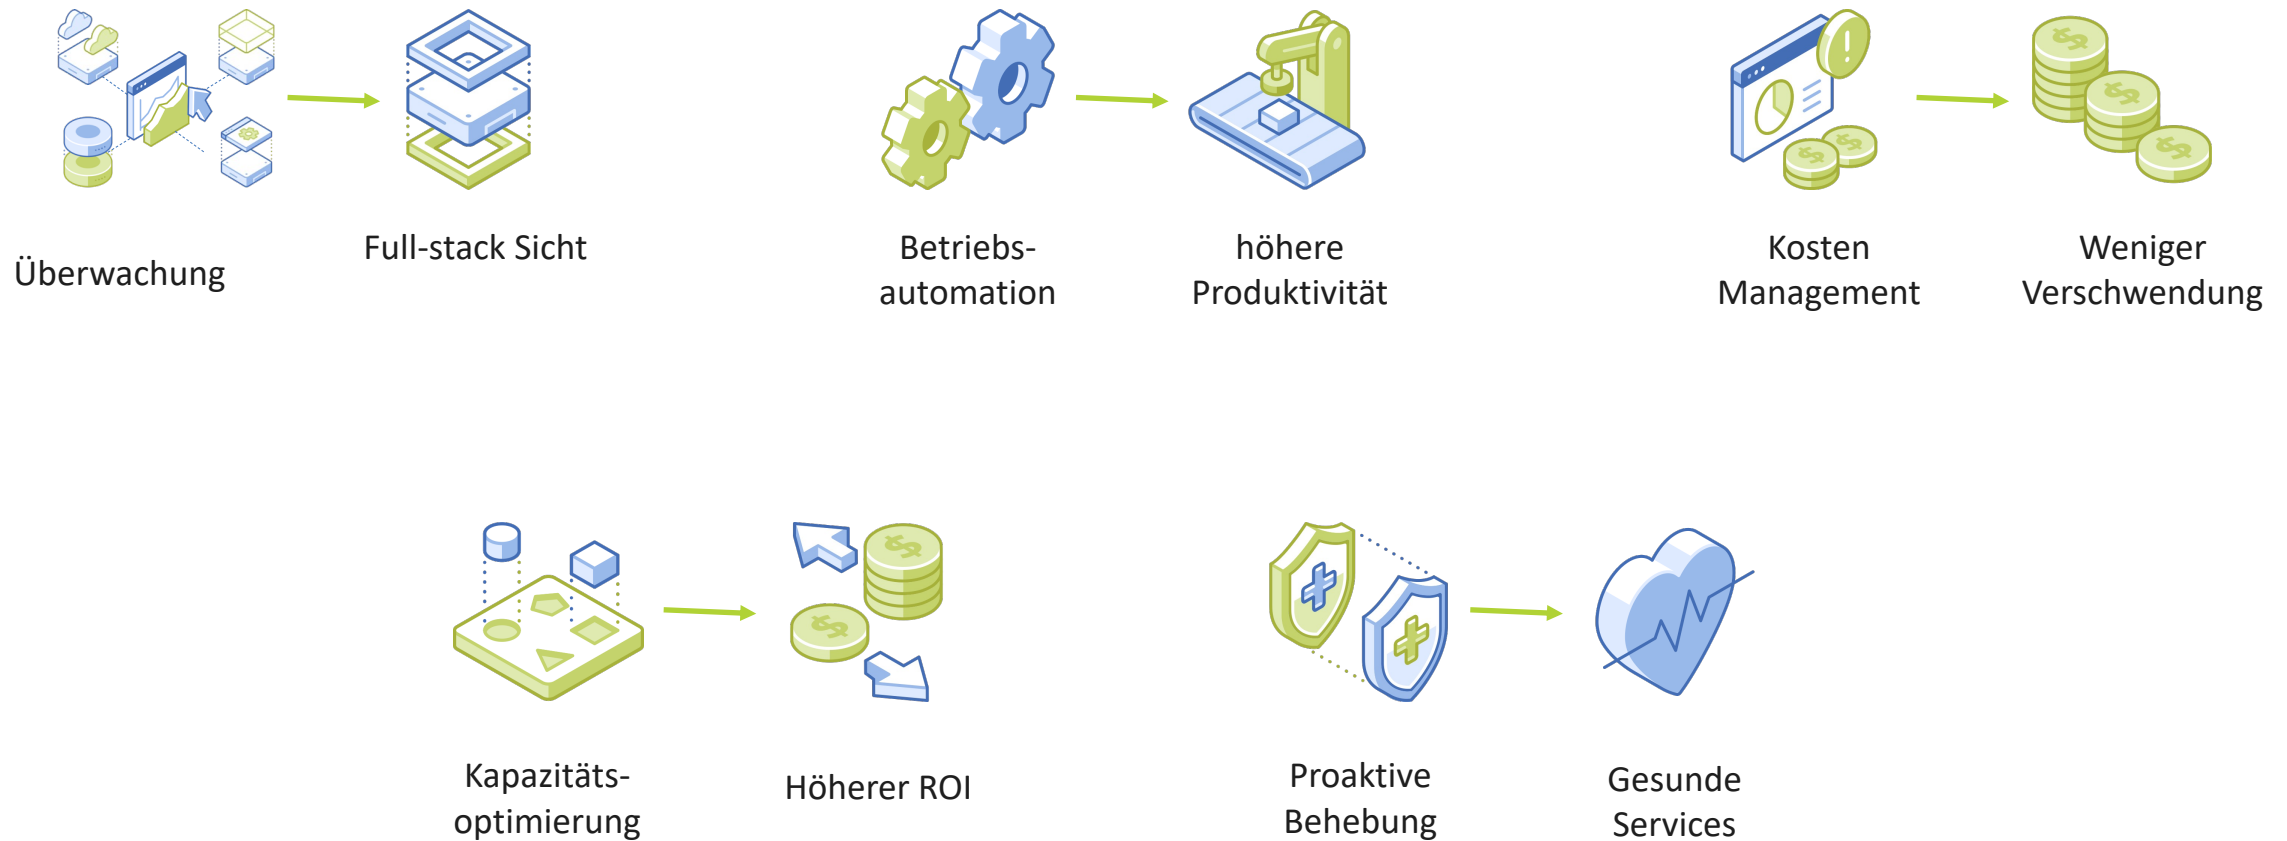 Überwachung
Full-stack Sicht
Betriebs-
automation
höhere
Produktivität
Kosten
Management
Weniger
Verschwendung
Kapazitäts-
optimierung
Höherer ROI
Proaktive
Behebung
Gesunde
Services